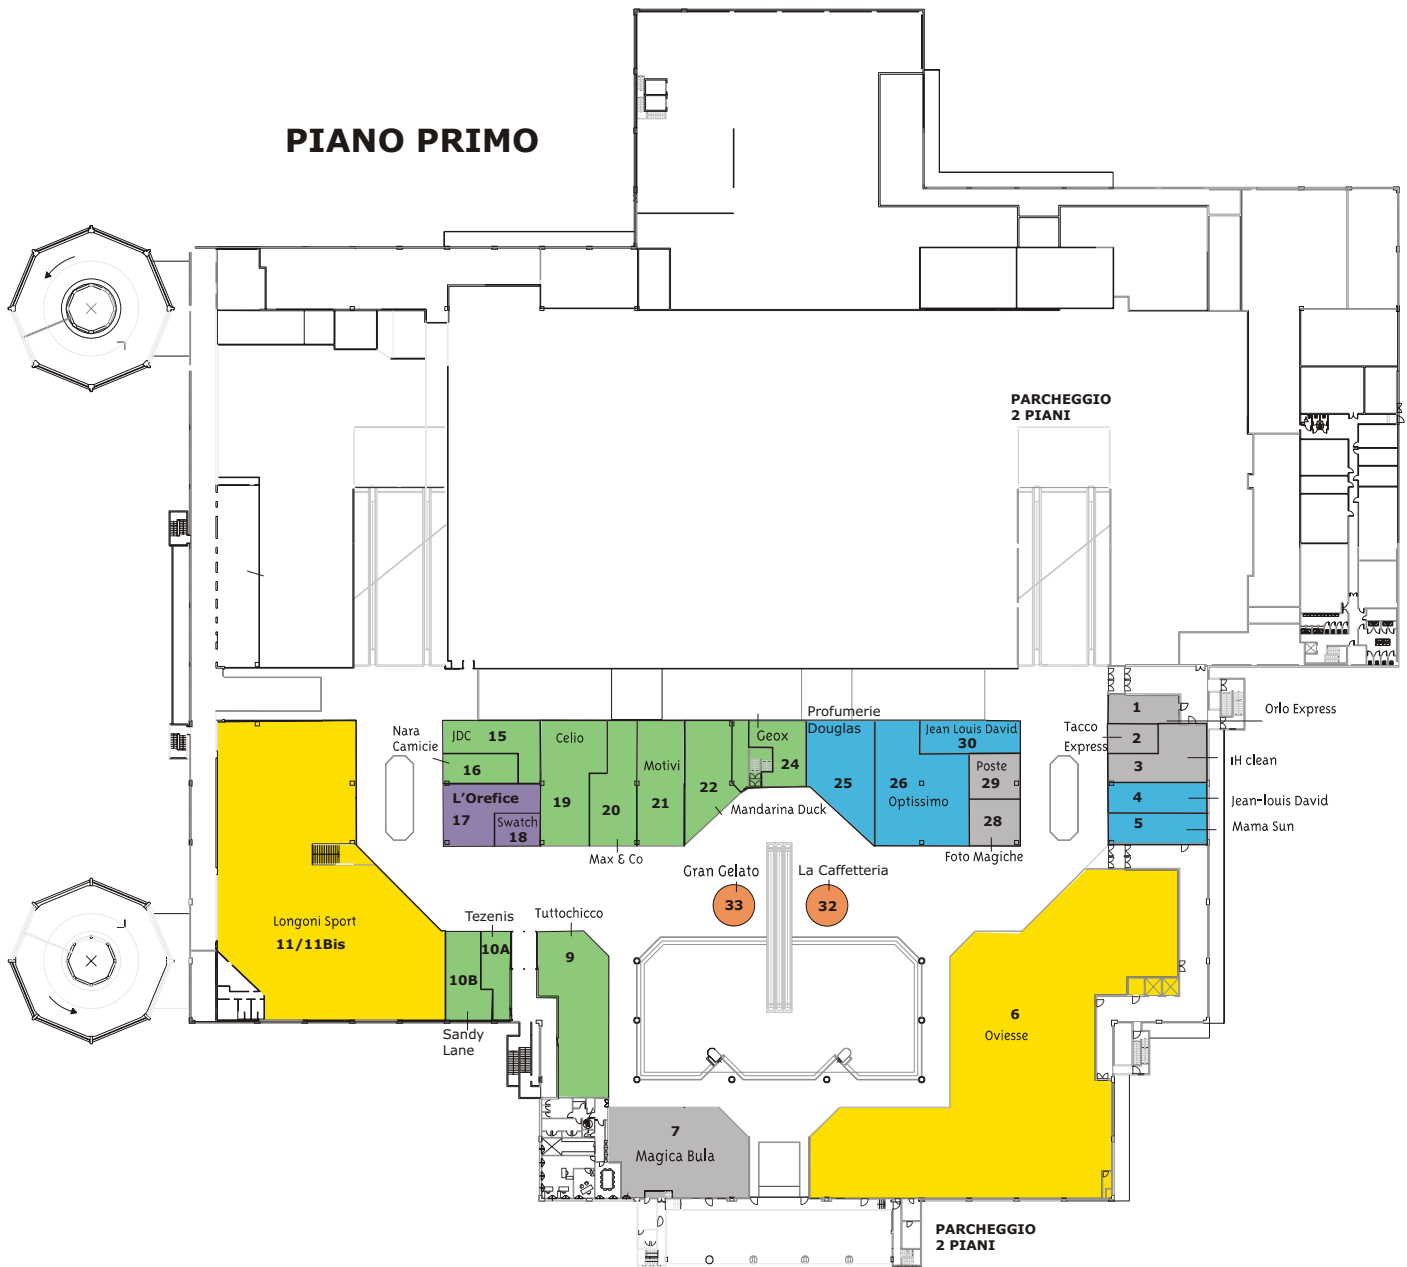 PIANO PRIMO
PARCHEGGIO
2 PIANI
Profumerie
Douglas
Orlo Express
1
Nara
Camicie
JDC 15
Celio
Geox
Jean Louis David
30
Tacco
Express
2
16
Motivi
24
Poste
29
3
IH clean
L'Orefice
17
Swatch
18
19
20
21
22
25
26
Optissimo
28
4
Jean-louis David
5
Mama Sun
Mandarina Duck
Max & Co
Foto Magiche
Gran Gelato
33
La Caffetteria
32
Longoni Sport
11/11Bis
Tezenis
10A
10B
Tuttochicco
9
Sandy
Lane
6
Oviesse
7
Magica Bula
PARCHEGGIO
2 PIANI